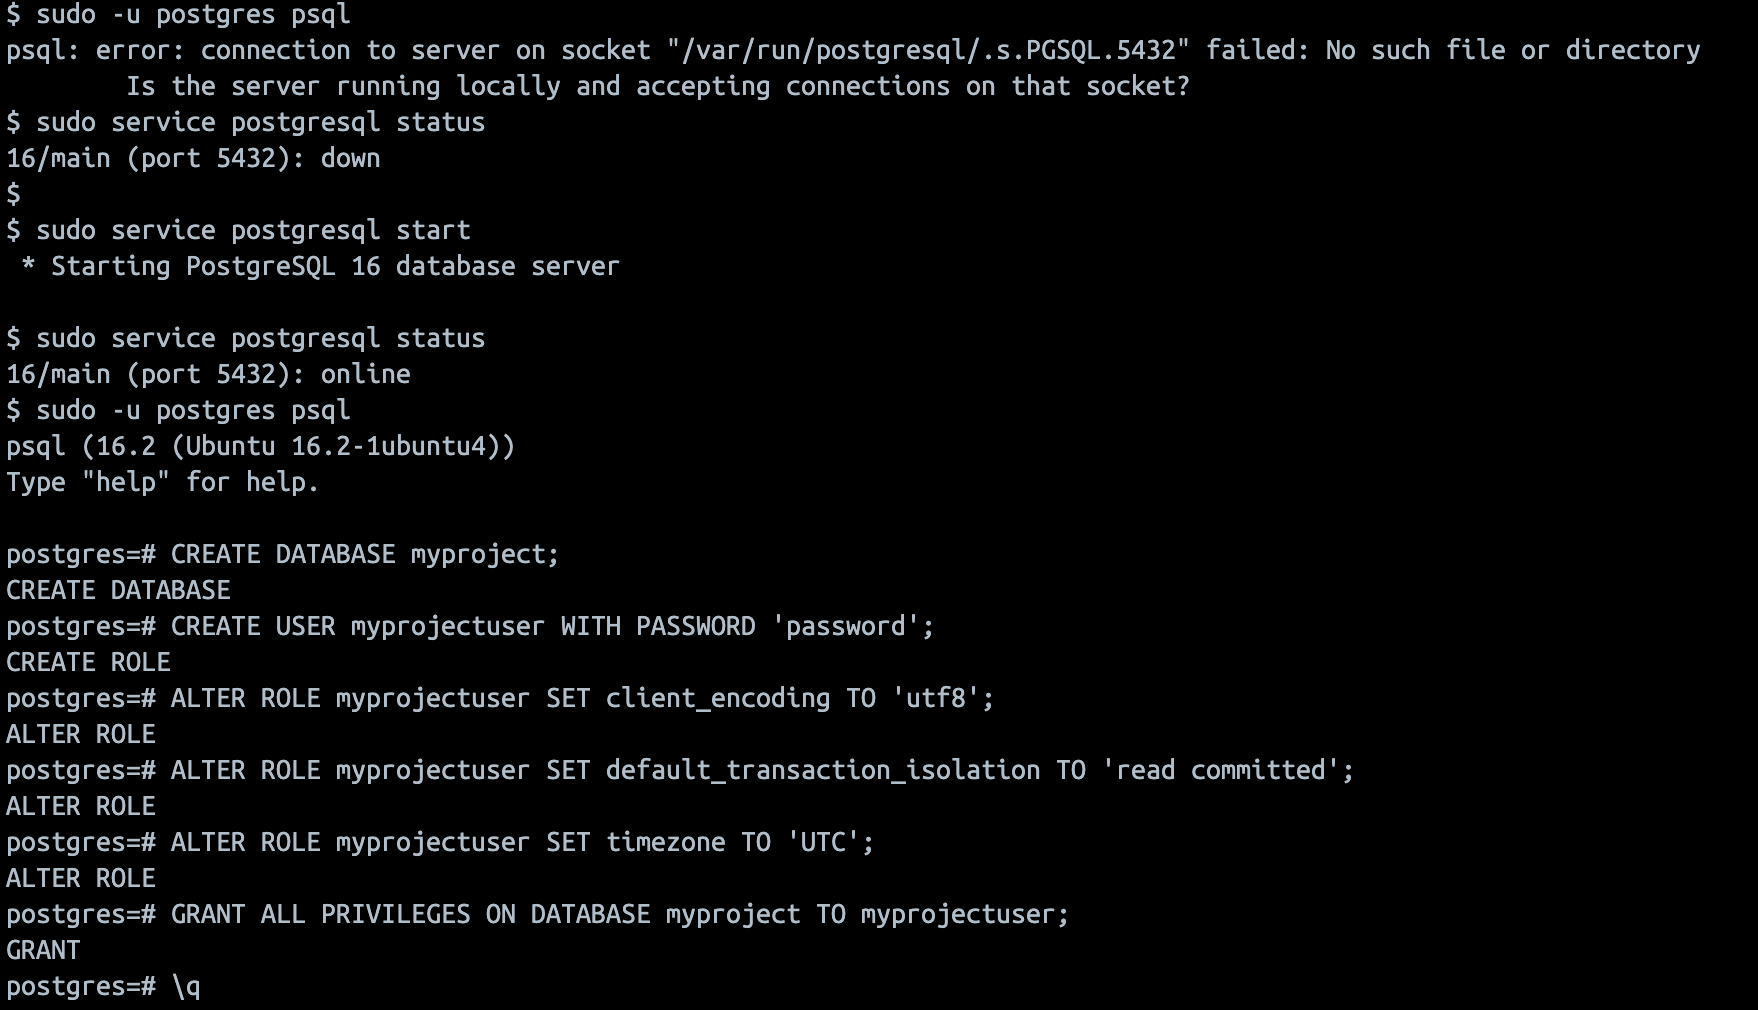 $ sudo -u postgres psql
psql: error: connection to server on socket "/var/run/postgresql/.s.PGSQL.5432" failed: No such file or directory
        Is the server running locally and accepting connections on that socket?
$ sudo service postgresql status
16/main (port 5432): down
$
$ sudo service postgresql start
 * Starting PostgreSQL 16 database server

$ sudo service postgresql status
16/main (port 5432): online
$ sudo -u postgres psql
psql (16.2 (Ubuntu 16.2-1ubuntu4))
Type "help" for help.

postgres=# CREATE DATABASE myproject;
CREATE DATABASE
postgres=# CREATE USER myprojectuser WITH PASSWORD 'password';
CREATE ROLE
postgres=# ALTER ROLE myprojectuser SET client_encoding TO 'utf8';
ALTER ROLE
postgres=# ALTER ROLE myprojectuser SET default_transaction_isolation TO 'read committed';
ALTER ROLE
postgres=# ALTER ROLE myprojectuser SET timezone TO 'UTC';
ALTER ROLE
postgres=# GRANT ALL PRIVILEGES ON DATABASE myproject TO myprojectuser;
GRANT
postgres=# \q